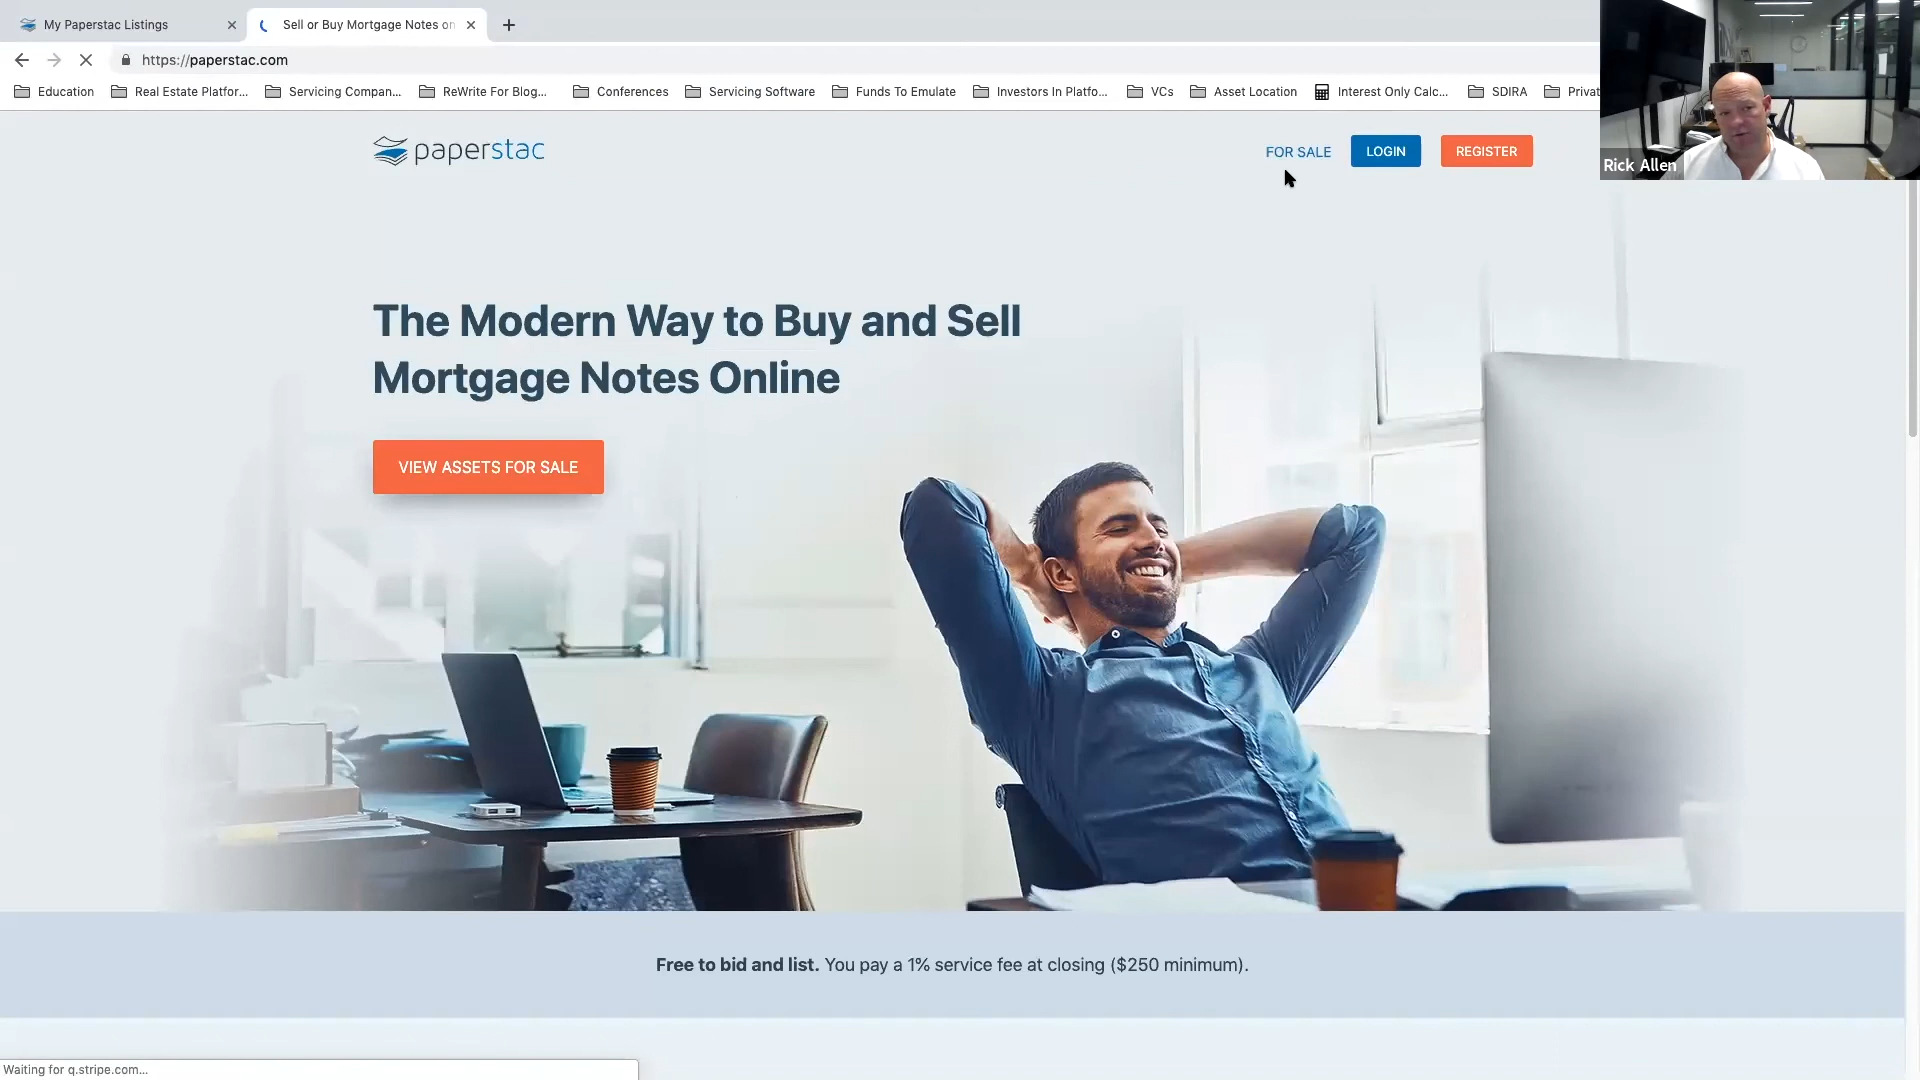 My Paperstac Listings
Sell or Buy Mortgage Notes on
https://paperstac.com
Education
Real Estate Platfor...
Servicing Compan...
ReWrite For Blog...
Conferences
Servicing Software
Funds To Emulate
Investors In Platfo...
VCs
Asset Location
Interest Only Calc...
SDIRA
Privat
Rick Allen
paperstac
FOR SALE
LOGIN
REGISTER
The Modern Way to Buy and Sell
Mortgage Notes Online
VIEW ASSETS FOR SALE
Free to bid and list. You pay a 1% service fee at closing ($250 minimum).
Waiting for q.stripe.com...